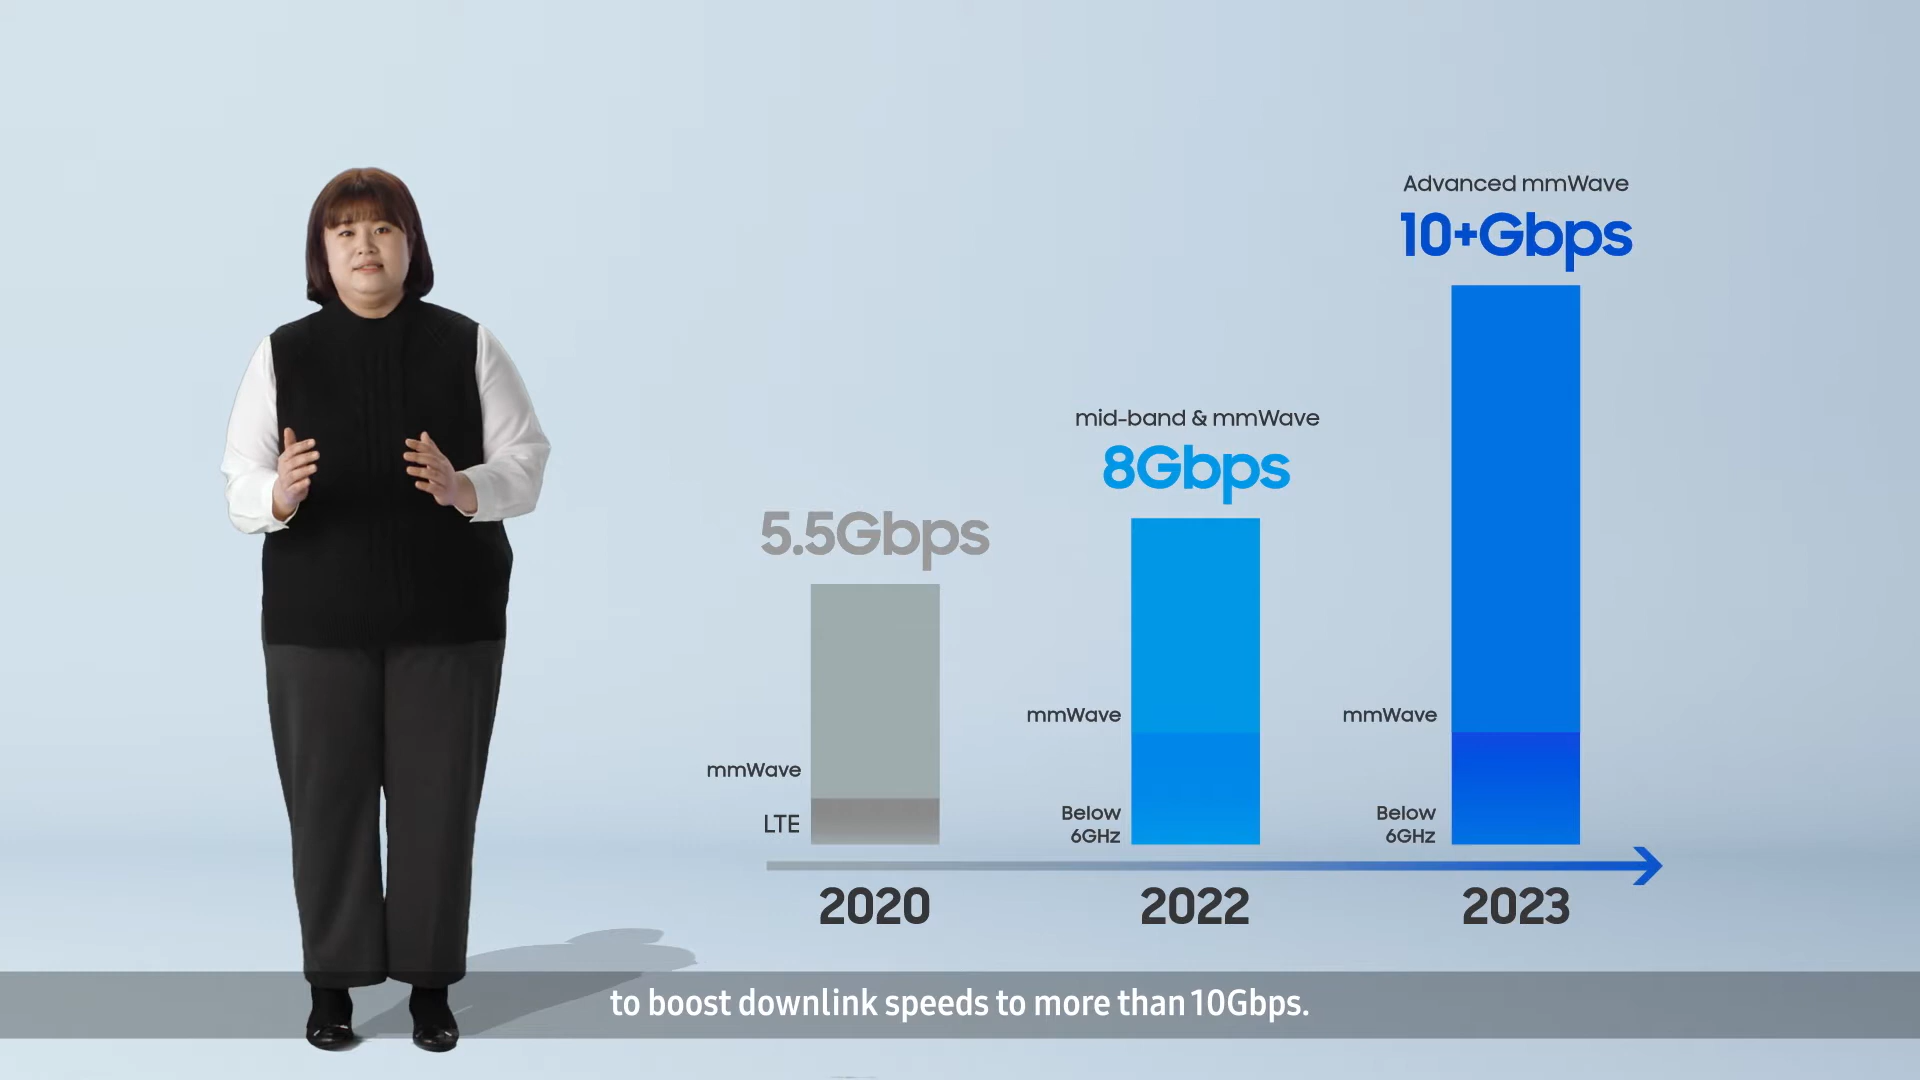 Advanced mmWave
10+Gbps
mid-band & mmWave
8Gbps
5.5Gbps
mmWave
LTE
mmWave
Below
6GHz
mmWave
Below
6GHz
2020
2022
2023
to boost downlink speeds to more than 10Gbps.